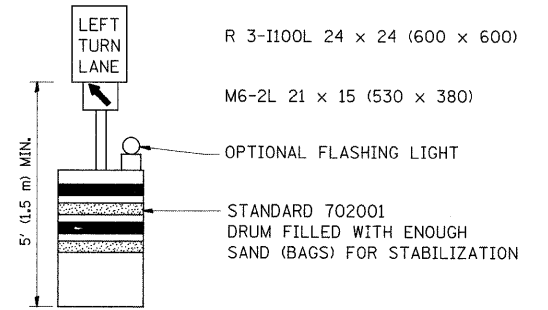 LEFT
TURN
LANE
R 3-I100L 24 x 24 (600 x 600)
M6-2L 21 x 15 (530 x 380)
OPTIONAL FLASHING LIGHT
5' (1.5 m) MIN.
STANDARD 702001
DRUM FILLED WITH ENOUGH
SAND (BAGS) FOR STABILIZATION